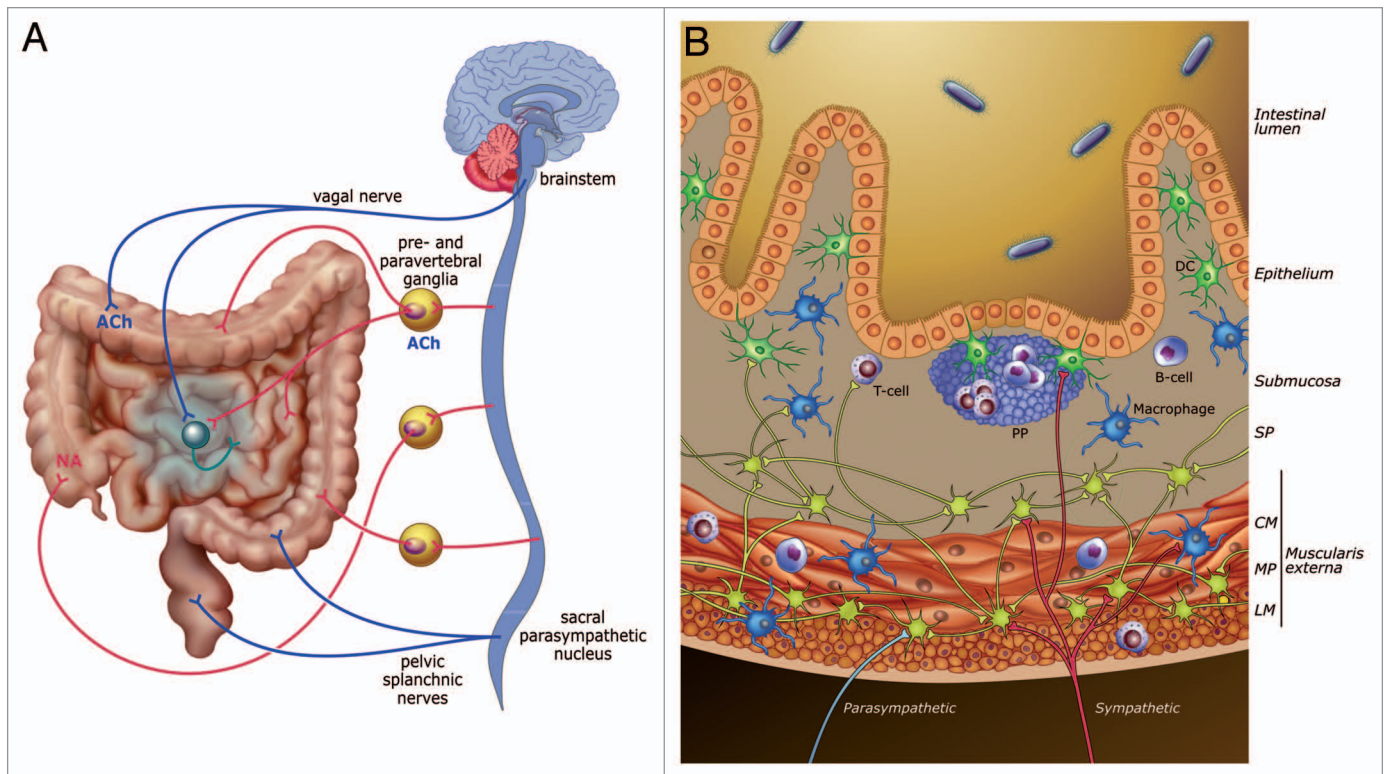 A
brainstem
vagal nerve
pre- and
paravertebral
ganglia
ACh
ACh
NA
sacral
parasympathetic
nucleus
pelvic
splanchnic
nerves
B
Intestinal
lumen
DC
Epithelium
T-cell
B-cell
Submucosa
Macrophage
PP
SP
CM
MP
Muscularis
externa
LM
Parasympathetic
Sympathetic